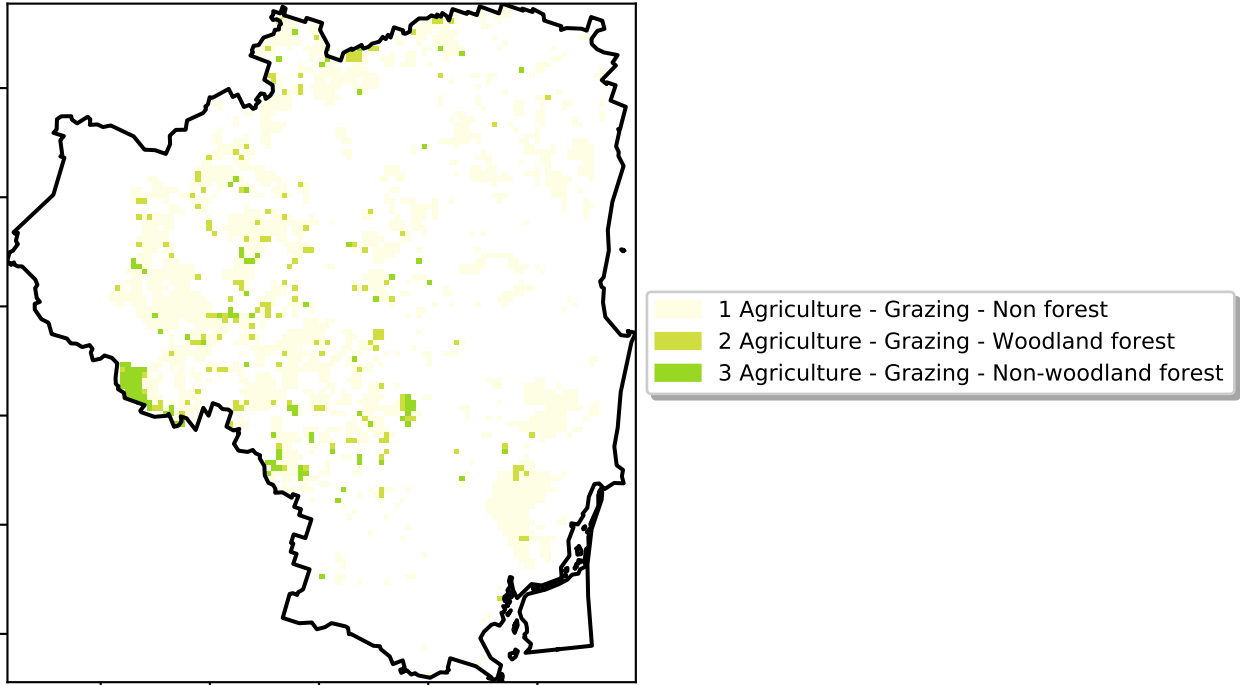 1 Agriculture - Grazing - Non forest
2 Agriculture - Grazing - Woodland forest
3 Agriculture - Grazing - Non-woodland forest